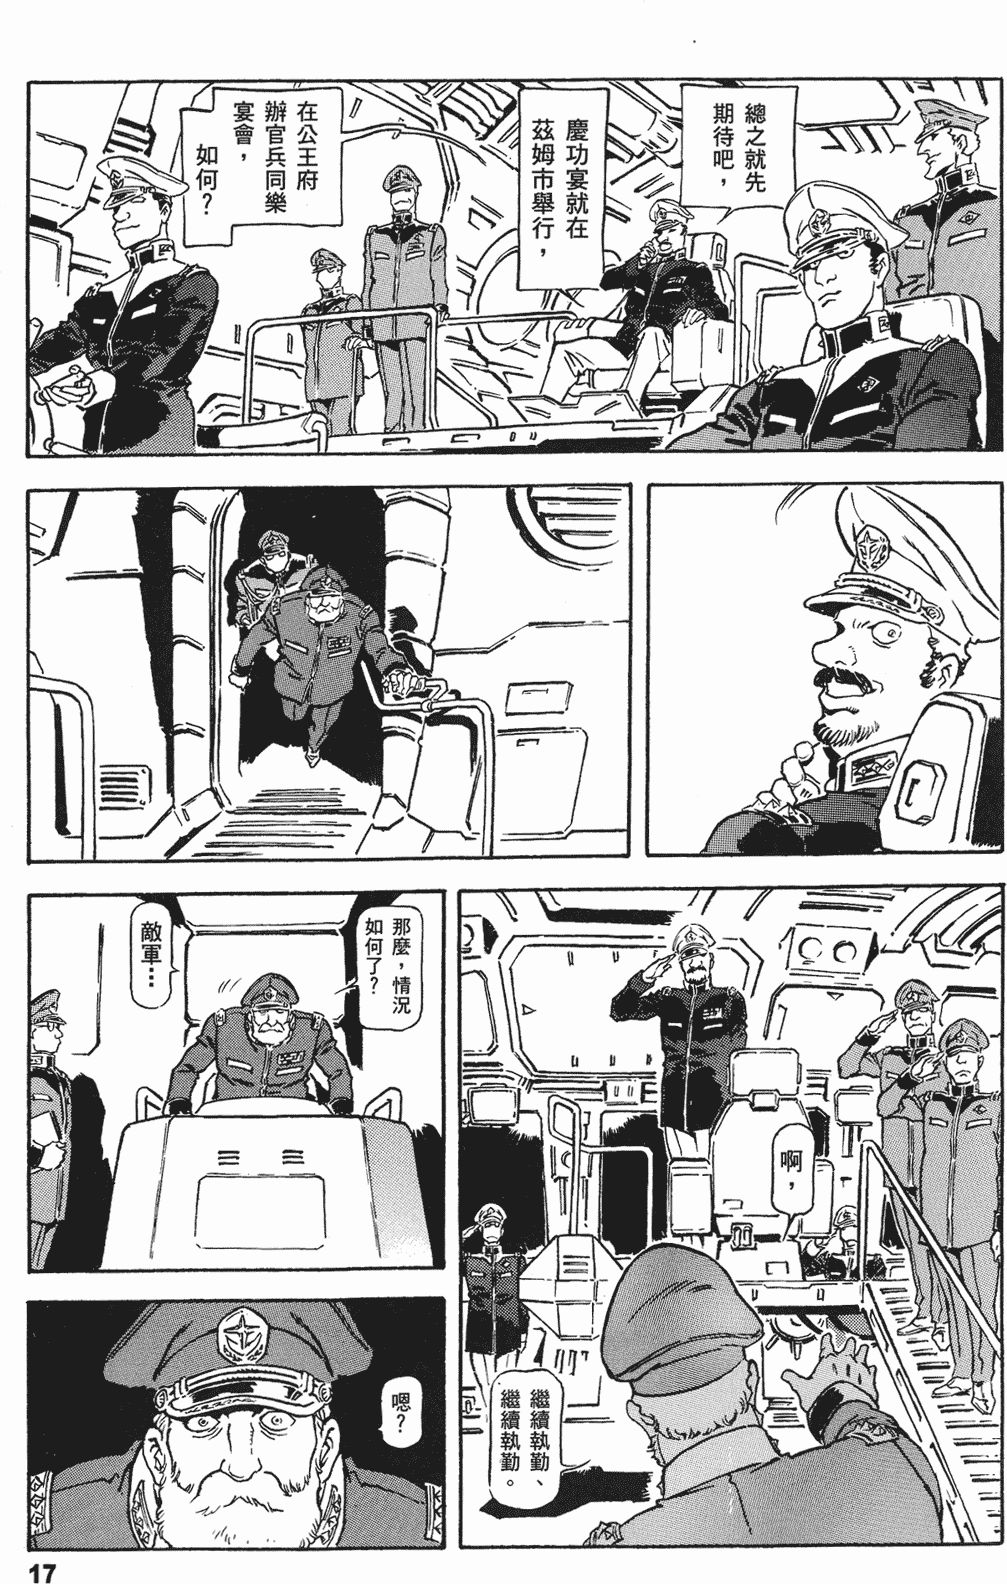 總之就先
期待吧，
慶功宴就在
茲姆市舉行，
在公王府
辦官兵同樂
宴會，
如何？
啊，
繼續執勤、
繼續執勤。
那麼，情況
如何了？
敵軍…
嗯？
17